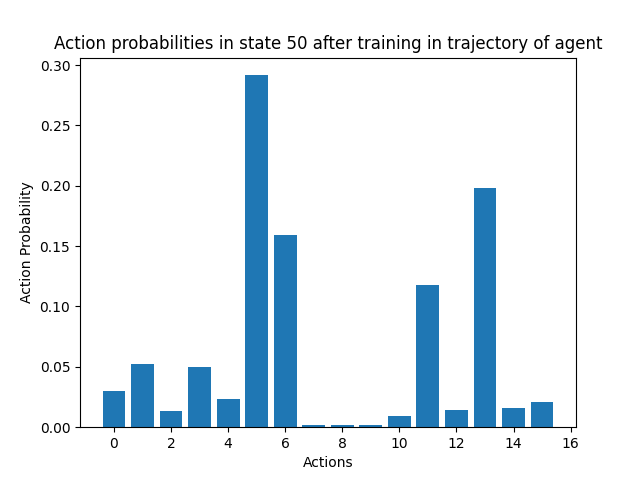 Action probabilities in state 50 after training in trajectory of agent
0.30
0.25
0.20
0.15
0.10
0.05
0.00
Action Probability
0 2 4 6 8 10 12 14 16
Actions